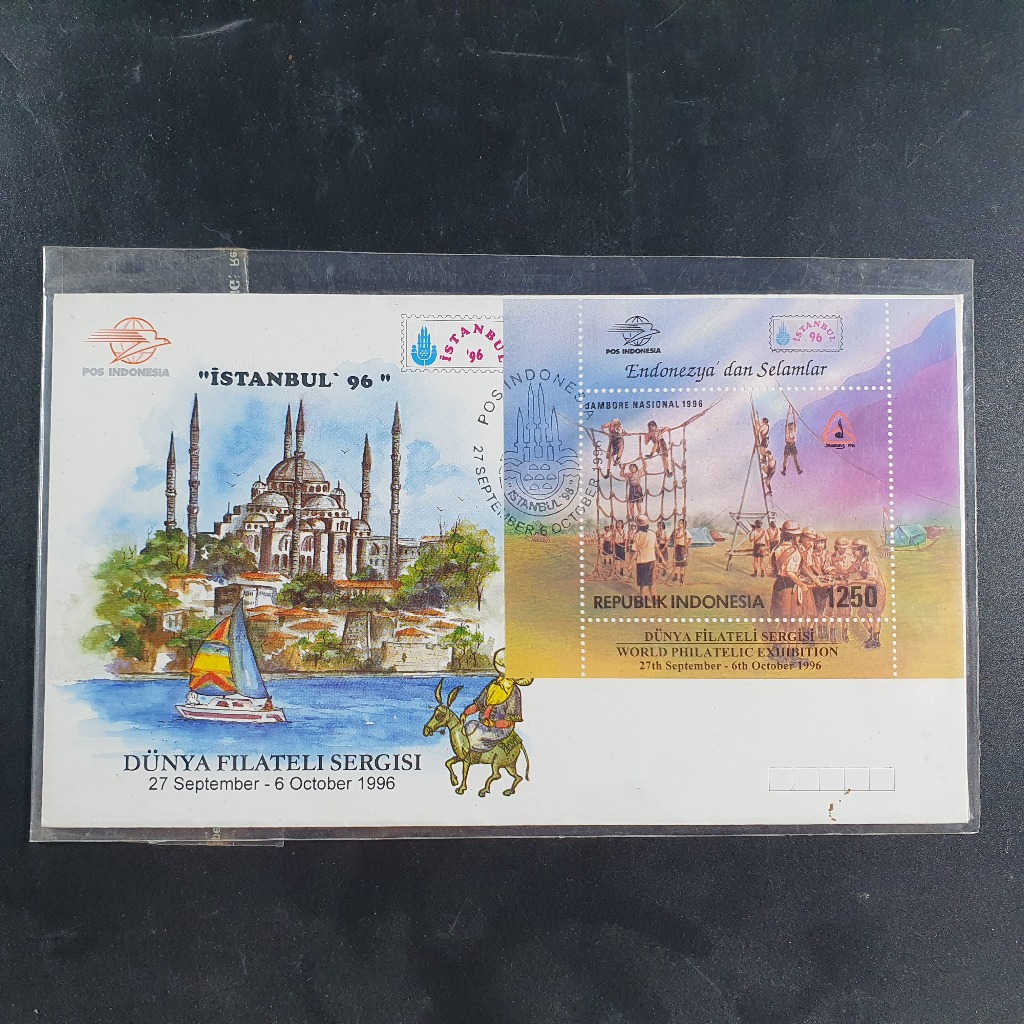 POS INDONESIA
"İSTANBUL` 96 "
İSTANBUL
'96
DÜNYA FILATELI SERGISI
27 September - 6 October 1996
POS INDONESIA
27 SEPTEMBER-6 OCTOBER 1996
"ISTANBUL '96"
POS INDONESIA
İSTANBUL
'96
Endonezya' dan Selamlar
JAMBORE NASIONAL 1996
REPUBLIK INDONESIA
1250
DÜNYA FİLATELİ SERGİSİ
WORLD PHILATELIC EXHIBITION
27th September - 6th October 1996